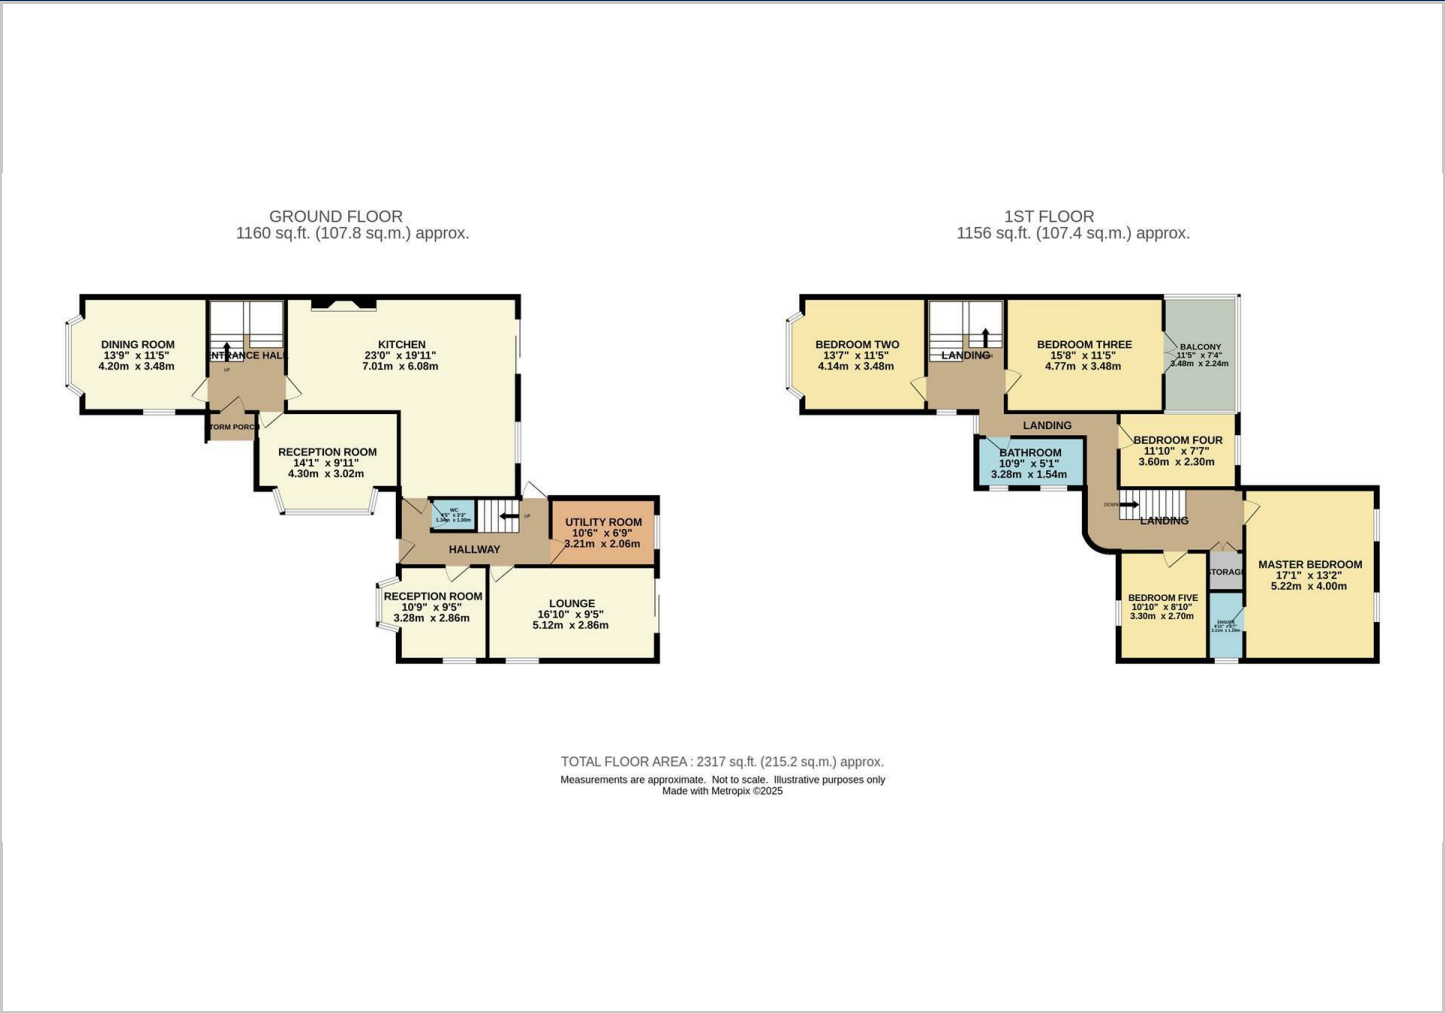 GROUND FLOOR
1160 sq.ft. (107.8 sq.m.) approx.
DINING ROOM
13'9" x 11'5"
4.20m x 3.48m
ENTRANCE HALL
UP
KITCHEN
23'0" x 19'11"
7.01m x 6.08m
STORM PORCH
RECEPTION ROOM
14'1" x 9'11"
4.30m x 3.02m
WC
UP
UTILITY ROOM
10'6" x 6'9"
3.21m x 2.06m
HALLWAY
RECEPTION ROOM
10'9" x 9'5"
3.28m x 2.86m
LOUNGE
16'10" x 9'5"
5.12m x 2.86m
1ST FLOOR
1156 sq.ft. (107.4 sq.m.) approx.
BEDROOM TWO
13'7" x 11'5"
4.14m x 3.48m
LANDING
BEDROOM THREE
15'8" x 11'5"
4.77m x 3.48m
BALCONY
11'5" x 7'4"
3.48m x 2.24m
LANDING
BATHROOM
10'9" x 5'1"
3.28m x 1.54m
BEDROOM FOUR
11'10" x 7'7"
3.60m x 2.30m
DOWN
LANDING
STORAGE
MASTER BEDROOM
17'1" x 13'2"
5.22m x 4.00m
BEDROOM FIVE
10'10" x 8'10"
3.30m x 2.70m
ENSUITE
TOTAL FLOOR AREA : 2317 sq.ft. (215.2 sq.m.) approx.
Measurements are approximate. Not to scale. Illustrative purposes only
Made with Metropix ©2025